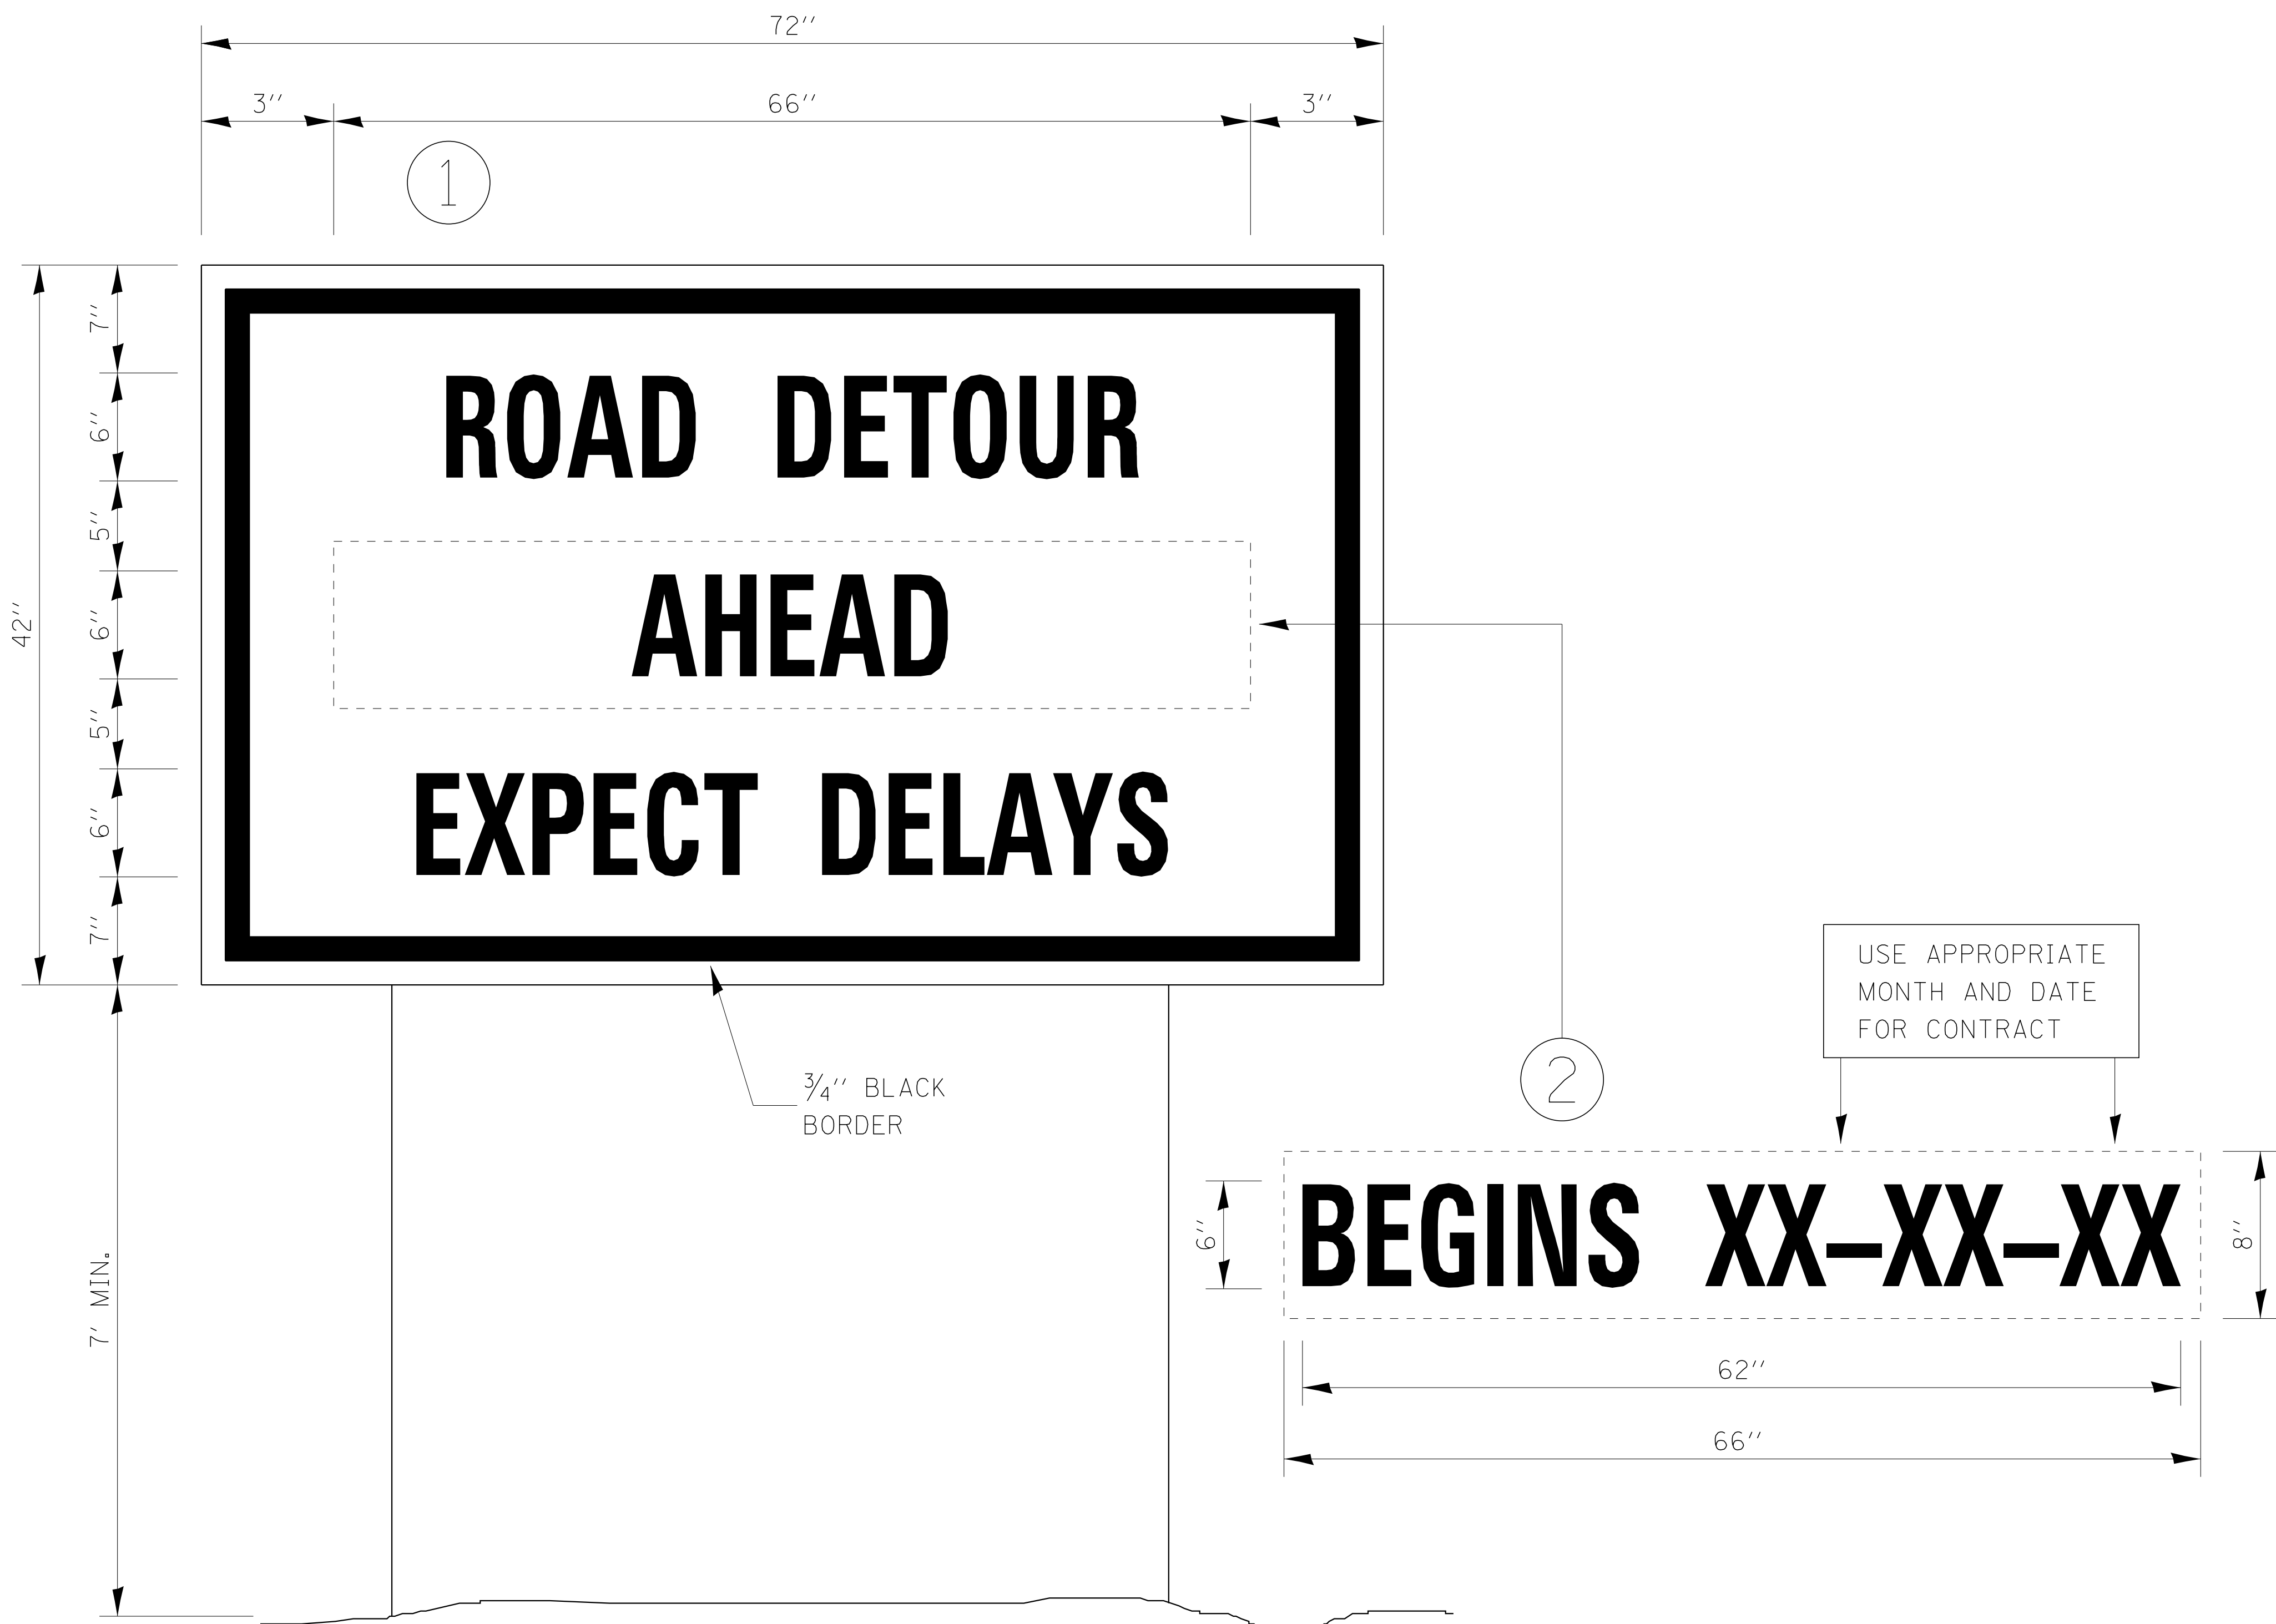 72''
3''
66''
3''
1
42''
7''
6''
5''
6''
5''
6''
7''
7' MIN.
ROAD DETOUR
AHEAD
EXPECT DELAYS
3/4'' BLACK
BORDER
2
USE APPROPRIATE
MONTH AND DATE
FOR CONTRACT
6''
BEGINS XX-XX-XX
8''
62''
66''